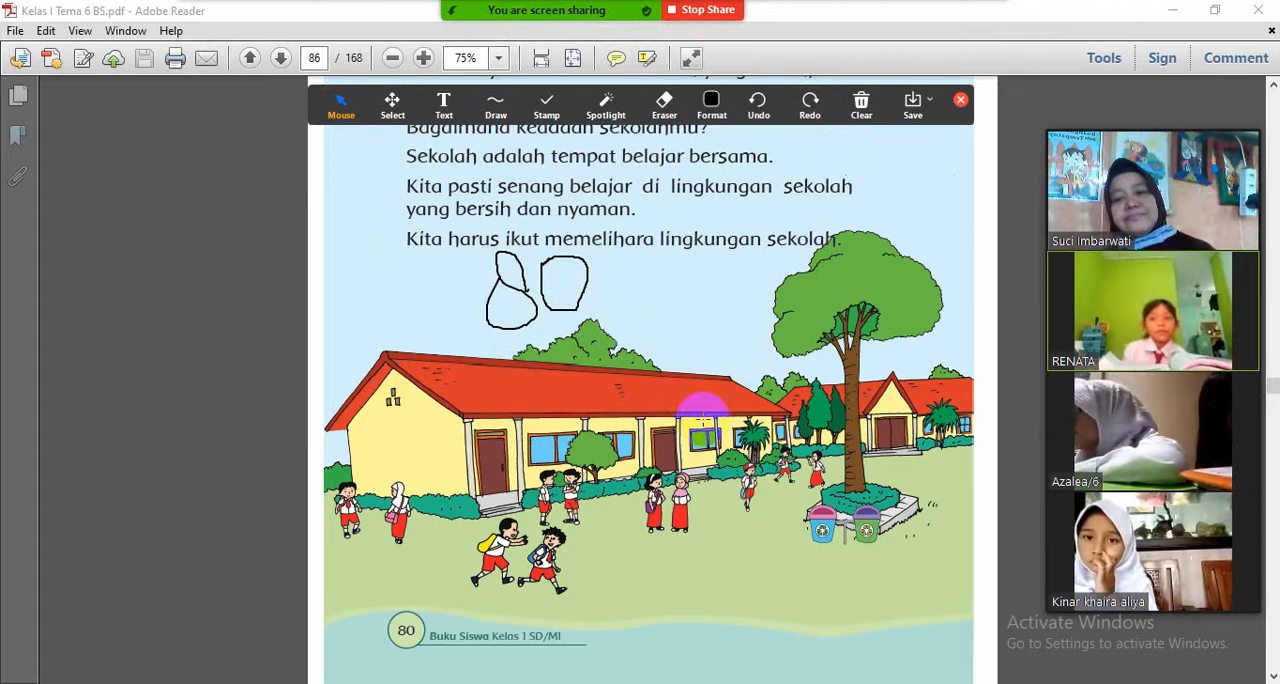 Kelas I Tema 6 BS.pdf - Adobe Reader
You are screen sharing
Stop Share
File Edit View Window Help
86 / 168
75%
Tools Sign Comment
Mouse Select Text Draw Stamp Spotlight Eraser Format Undo Redo Clear Save
Bagaimana keadaan sekolahmu?
Sekolah adalah tempat belajar bersama.
Kita pasti senang belajar di lingkungan sekolah
yang bersih dan nyaman.
Kita harus ikut memelihara lingkungan sekolah.
80
80
Buku Siswa Kelas 1 SD/MI
Suci Imbarwati
RENATA
Azalea/6
Kinar khaira aliya
Activate Windows
Go to Settings to activate Windows.